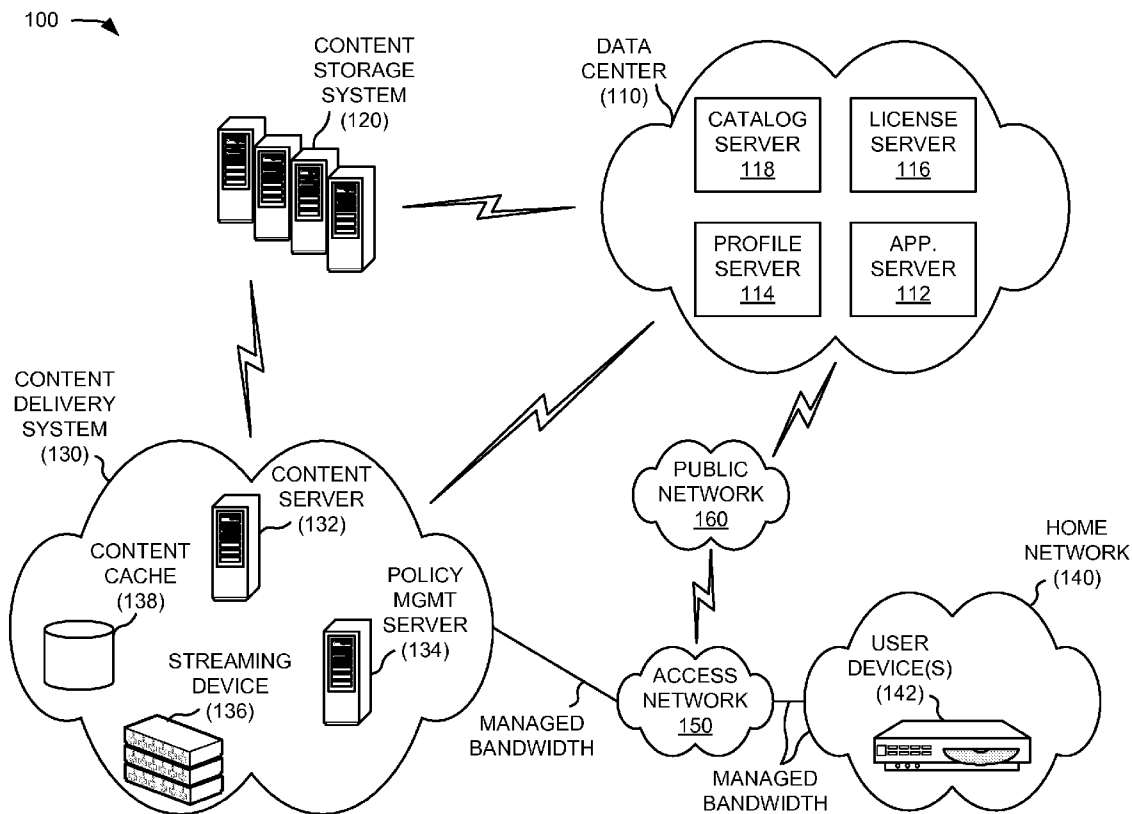 100
CONTENT
STORAGE
SYSTEM
(120)
DATA
CENTER
(110)
CATALOG
SERVER
118
LICENSE
SERVER
116
PROFILE
SERVER
114
APP.
SERVER
112
CONTENT
DELIVERY
SYSTEM
(130)
CONTENT
SERVER
(132)
CONTENT
CACHE
(138)
POLICY
MGMT
SERVER
(134)
STREAMING
DEVICE
(136)
MANAGED
BANDWIDTH
PUBLIC
NETWORK
160
ACCESS
NETWORK
150
HOME
NETWORK
(140)
USER
DEVICE(S)
(142)
MANAGED
BANDWIDTH